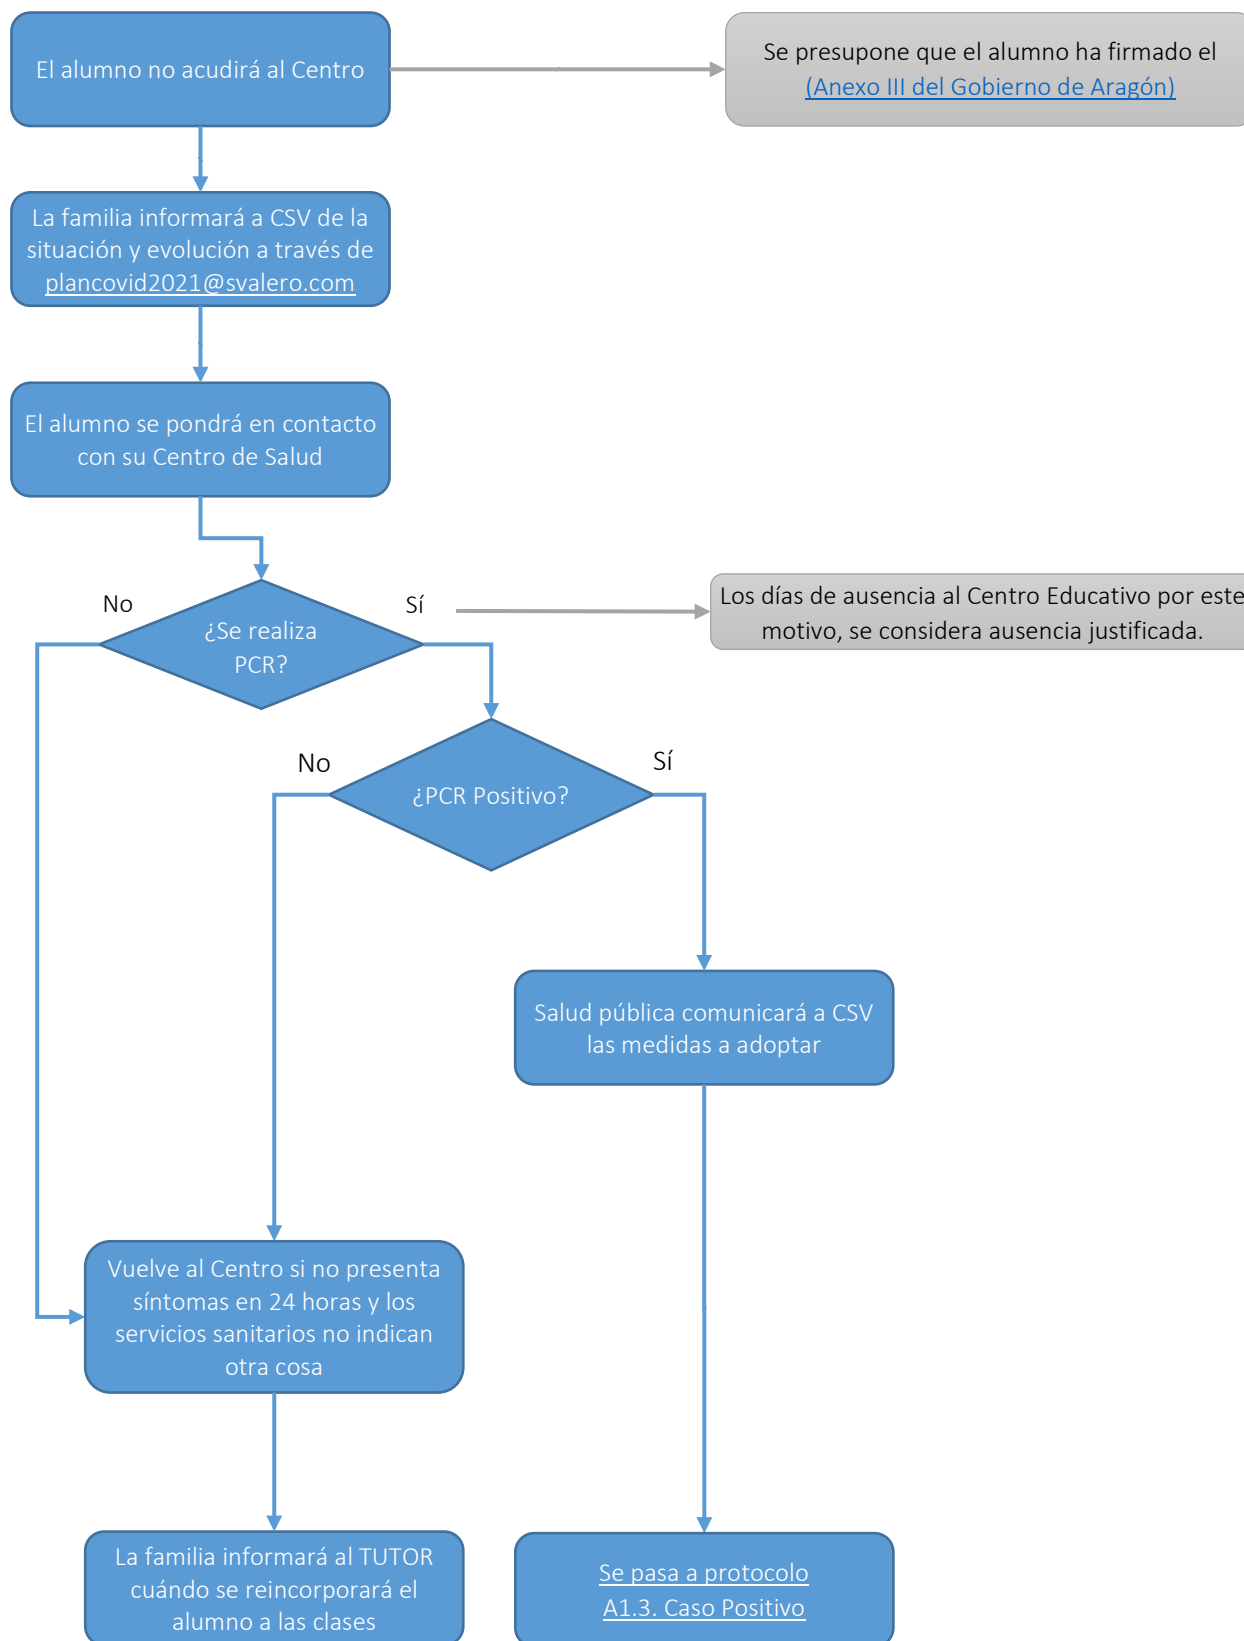 El alumno no acudirá al Centro
Se presupone que el alumno ha firmado el
(Anexo III del Gobierno de Aragón)
La familia informará a CSV de la
situación y evolución a través de
plancovid2021@svalero.com
El alumno se pondrá en contacto
con su Centro de Salud
No
Sí
¿Se realiza
PCR?
Los días de ausencia al Centro Educativo por este
motivo, se considera ausencia justificada.
No
Sí
¿PCR Positivo?
Salud pública comunicará a CSV
las medidas a adoptar
Vuelve al Centro si no presenta
síntomas en 24 horas y los
servicios sanitarios no indican
otra cosa
La familia informará al TUTOR
cuándo se reincorporará el
alumno a las clases
Se pasa a protocolo
A1.3. Caso Positivo